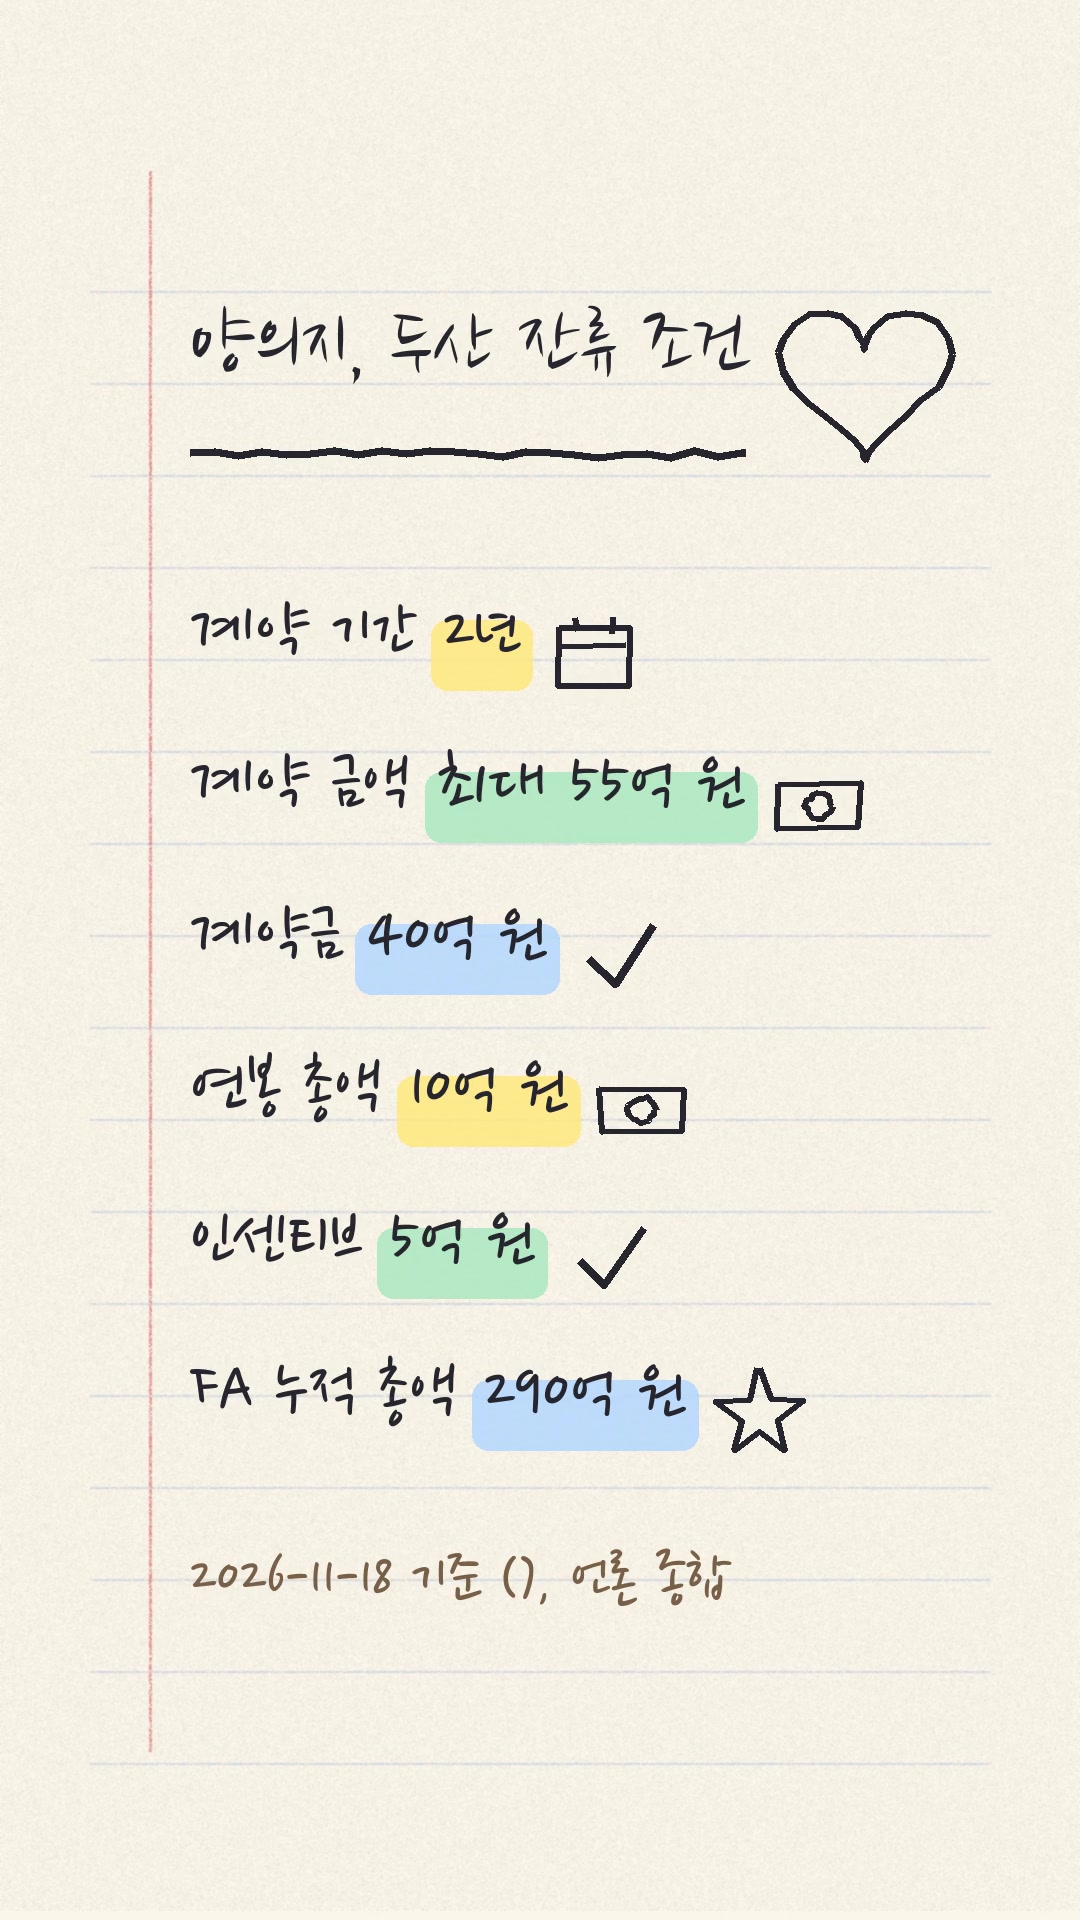 양의지, 두산 잔류 조건
계약 기간 2년
계약 금액 최대 55억 원
계약금 40억 원
연봉 총액 10억 원
인센티브 5억 원
FA 누적 총액 290억 원
2026-11-18 기준 (), 언론 종합